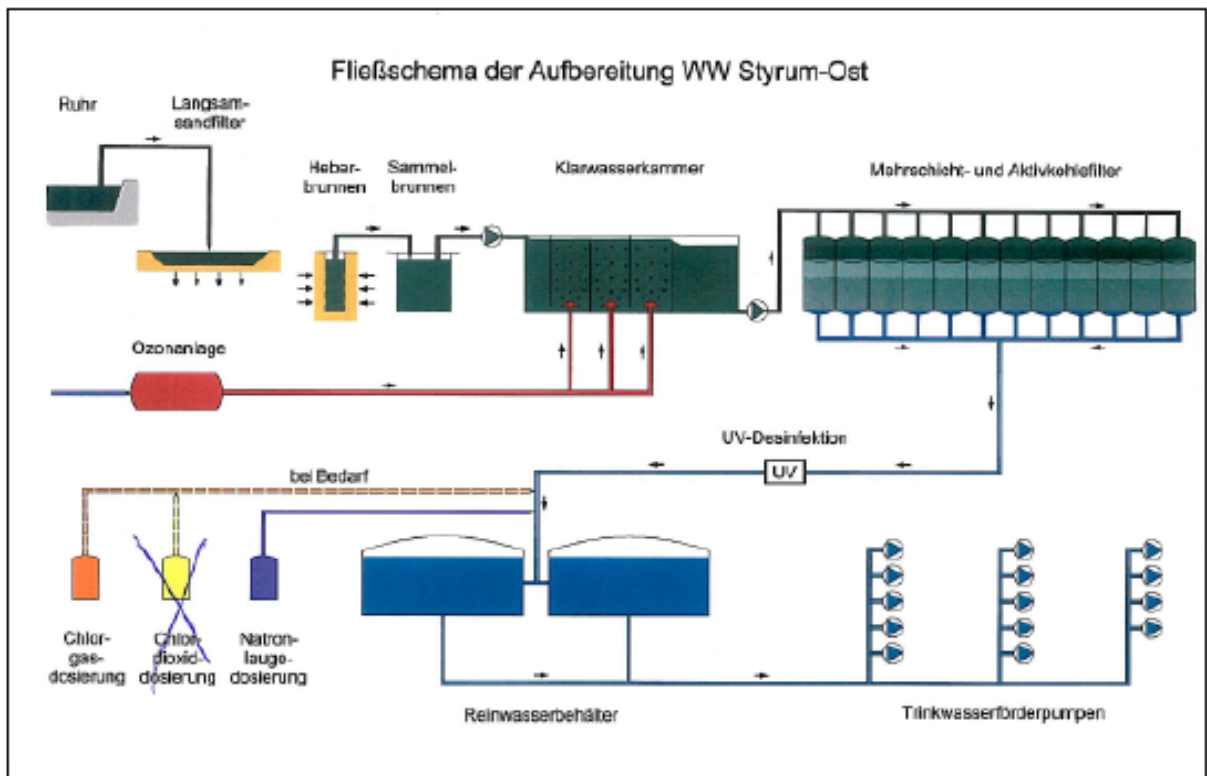 Fließschema der Aufbereitung WW Styrum-Ost
Ruhr
Langsam-
sandfilter
Heber-
brunnen
Sammel-
brunnen
Klarwasserkammer
Mehrschicht- und Aktivkohlefilter
Ozonanlage
UV-Desinfektion
UV
bei Bedarf
Chlor-
gas-
dosierung
Chlor-
dioxid-
dosierung
Natron-
lauge-
dosierung
Reinwasserbehälter
Trinkwasserförderpumpen